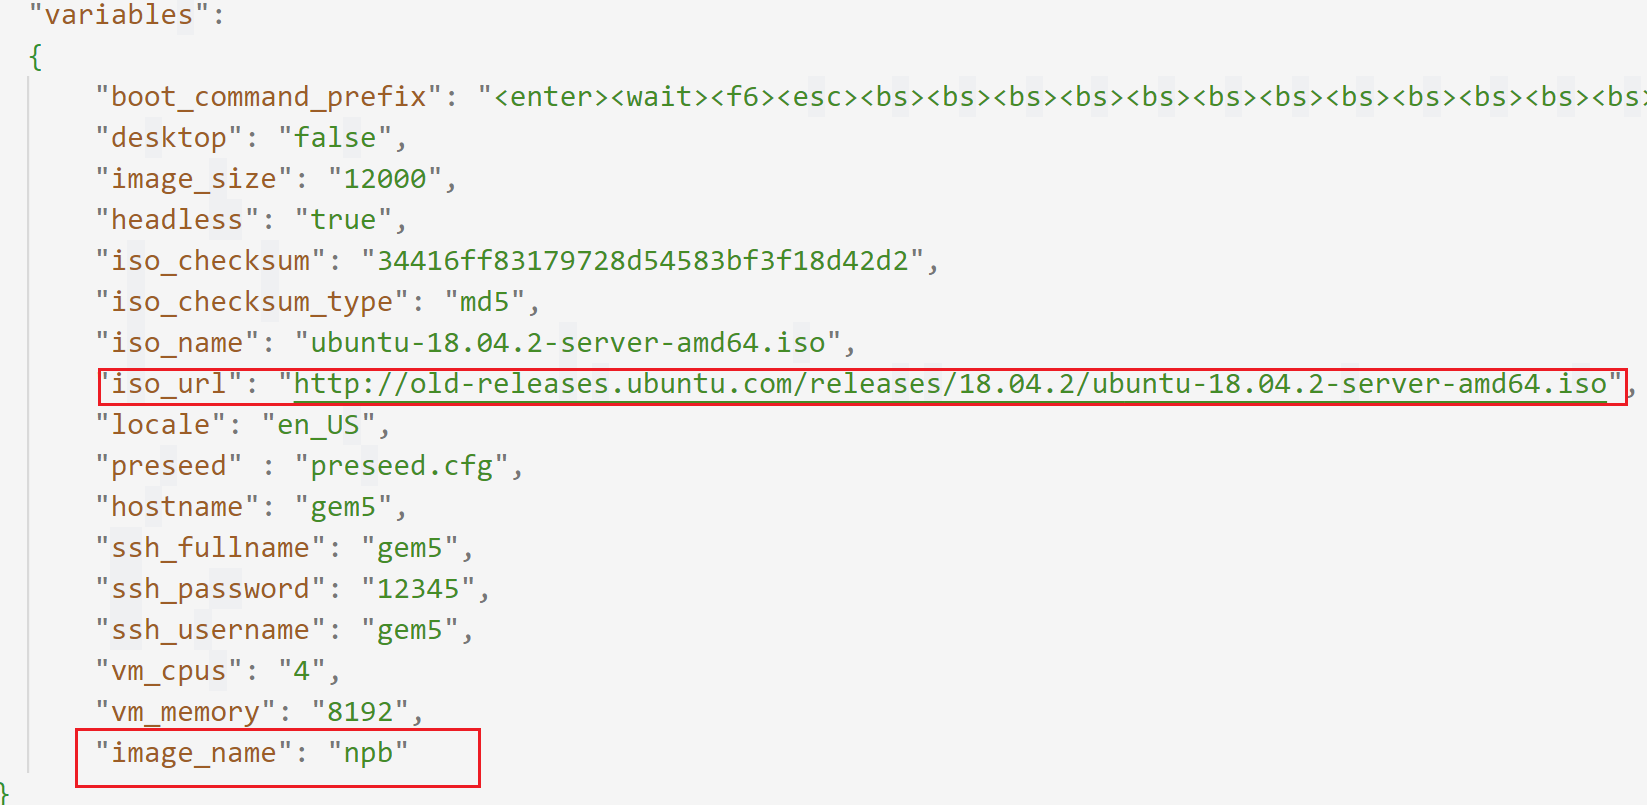 "variables":
{
"boot_command_prefix": "<enter><wait><f6><esc><bs><bs><bs><bs><bs><bs><bs><bs><bs><bs><bs><bs>
"desktop": "false",
"image_size": "12000",
"headless": "true",
"iso_checksum": "34416ff83179728d54583bf3f18d42d2",
"iso_checksum_type": "md5",
"iso_name": "ubuntu-18.04.2-server-amd64.iso",
"iso_url": "http://old-releases.ubuntu.com/releases/18.04.2/ubuntu-18.04.2-server-amd64.iso",
"locale": "en_US",
"preseed" : "preseed.cfg",
"hostname": "gem5",
"ssh_fullname": "gem5",
"ssh_password": "12345",
"ssh_username": "gem5",
"vm_cpus": "4",
"vm_memory": "8192",
"image_name": "npb"
}